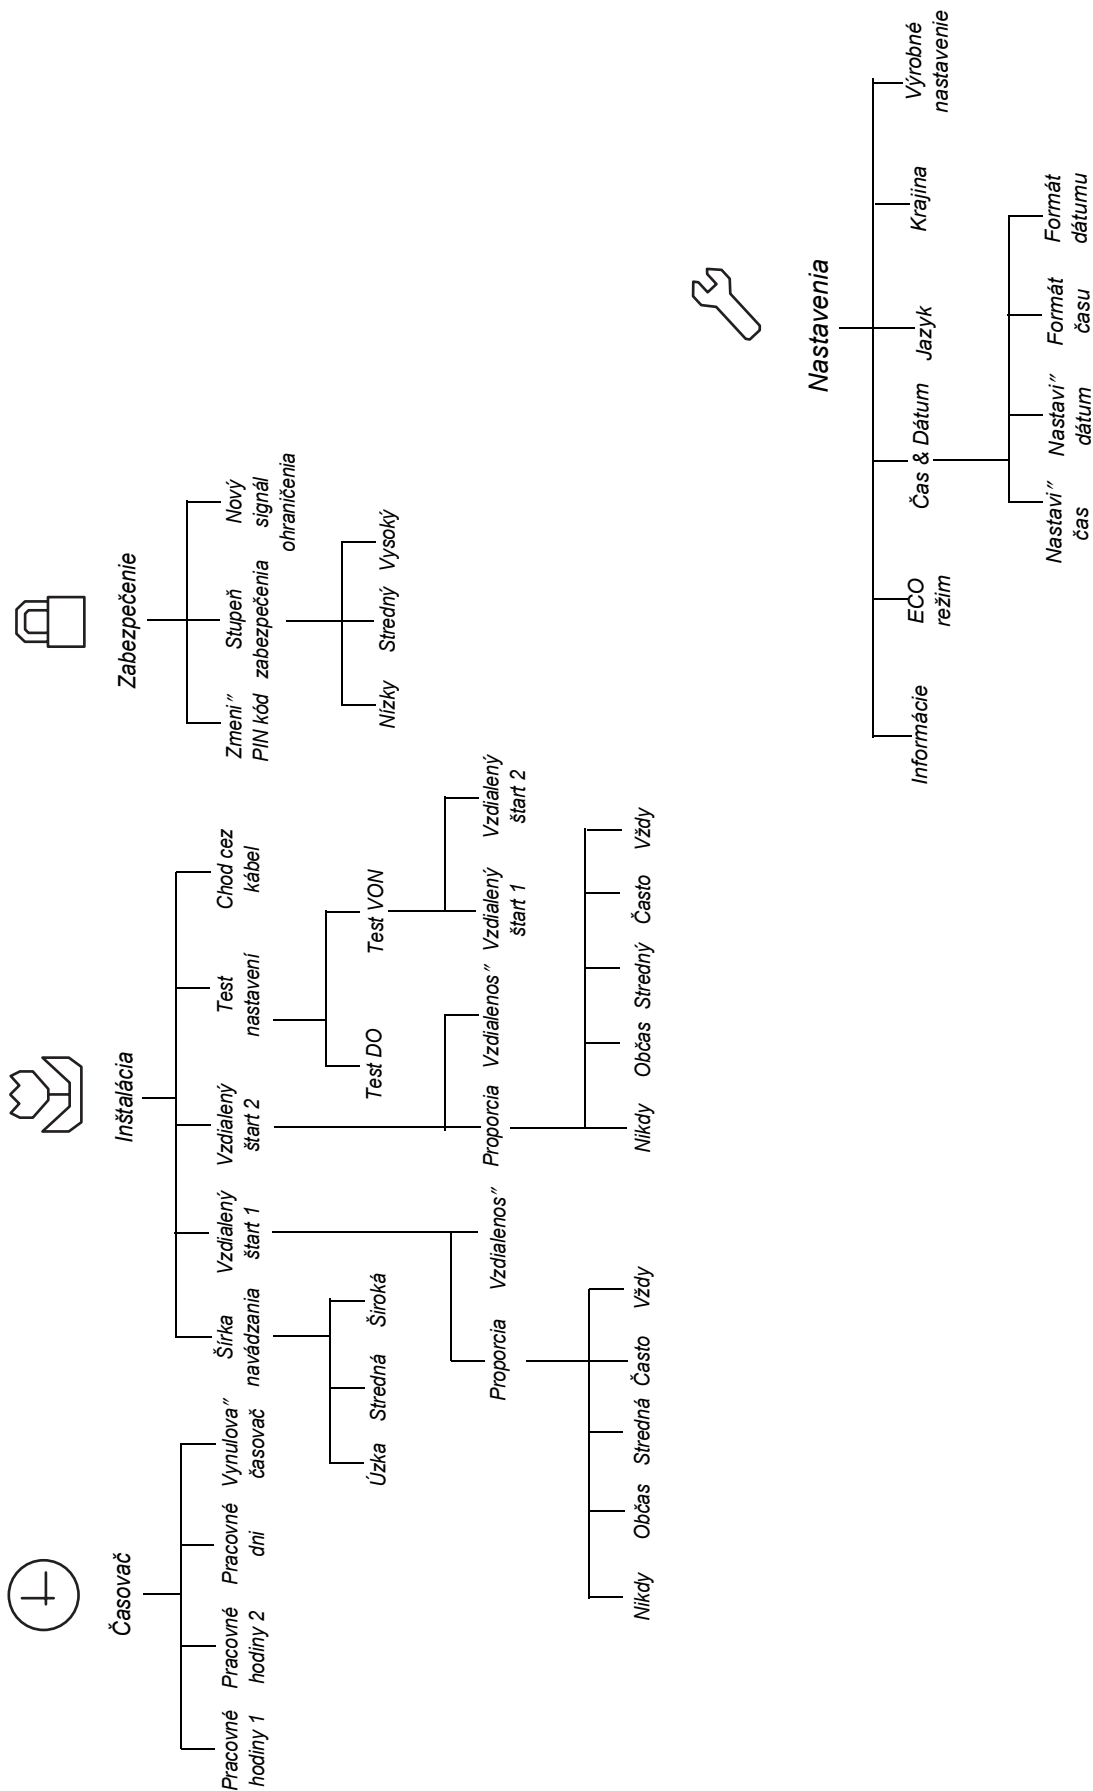 Časovač
Pracovné
hodiny 1
Pracovné
hodiny 2
Pracovné
dni
Vynulova"
časovač
Inštalácia
Šírka
navádzania
Vzdialený
štart 1
Vzdialený
štart 2
Test
nastavení
Chod cez
kábel
Úzka
Stredná
Široká
Test DO
Test VON
Proporcia
Vzdialenos"
Proporcia
Vzdialenos"
Vzdialený
štart 1
Vzdialený
štart 2
Nikdy
Občas
Stredná
Často
Vždy
Nikdy
Občas
Stredný
Často
Vždy
Zabezpečenie
Zmeni"
PIN kód
Stupeň
zabezpečenia
Nový
signál
ohraničenia
Nízky
Stredný
Vysoký
Nastavenia
Informácie
ECO
režim
Čas & Dátum
Jazyk
Krajina
Výrobné
nastavenie
Nastavi"
čas
Nastavi"
dátum
Formát
času
Formát
dátumu